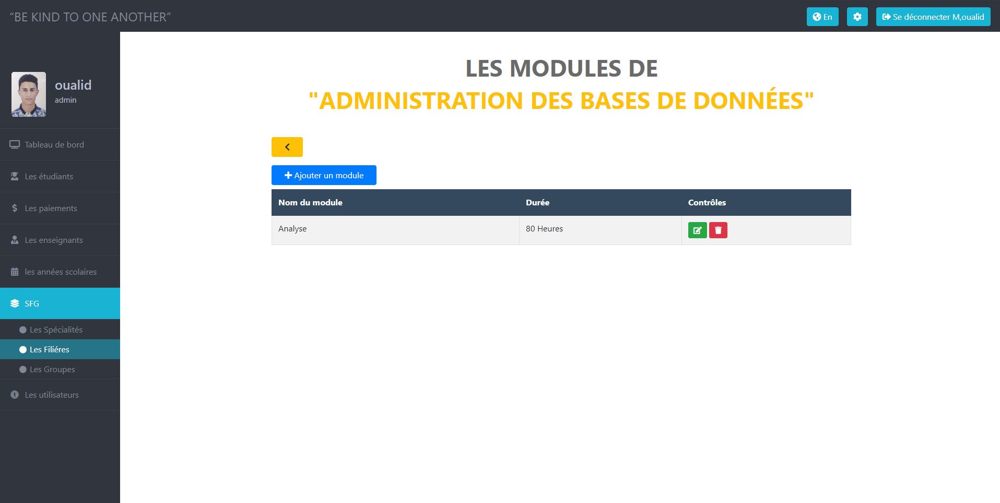 “BE KIND TO ONE ANOTHER”
En
Se déconnecter M,oualid
oualid
admin
Tableau de bord
Les étudiants
Les paiements
Les enseignants
les années scolaires
SFG
Les Spécialités
Les Filiéres
Les Groupes
Les utilisateurs
LES MODULES DE
"ADMINISTRATION DES BASES DE DONNÉES"
Ajouter un module
Nom du module Durée Contrôles
Analyse 80 Heures